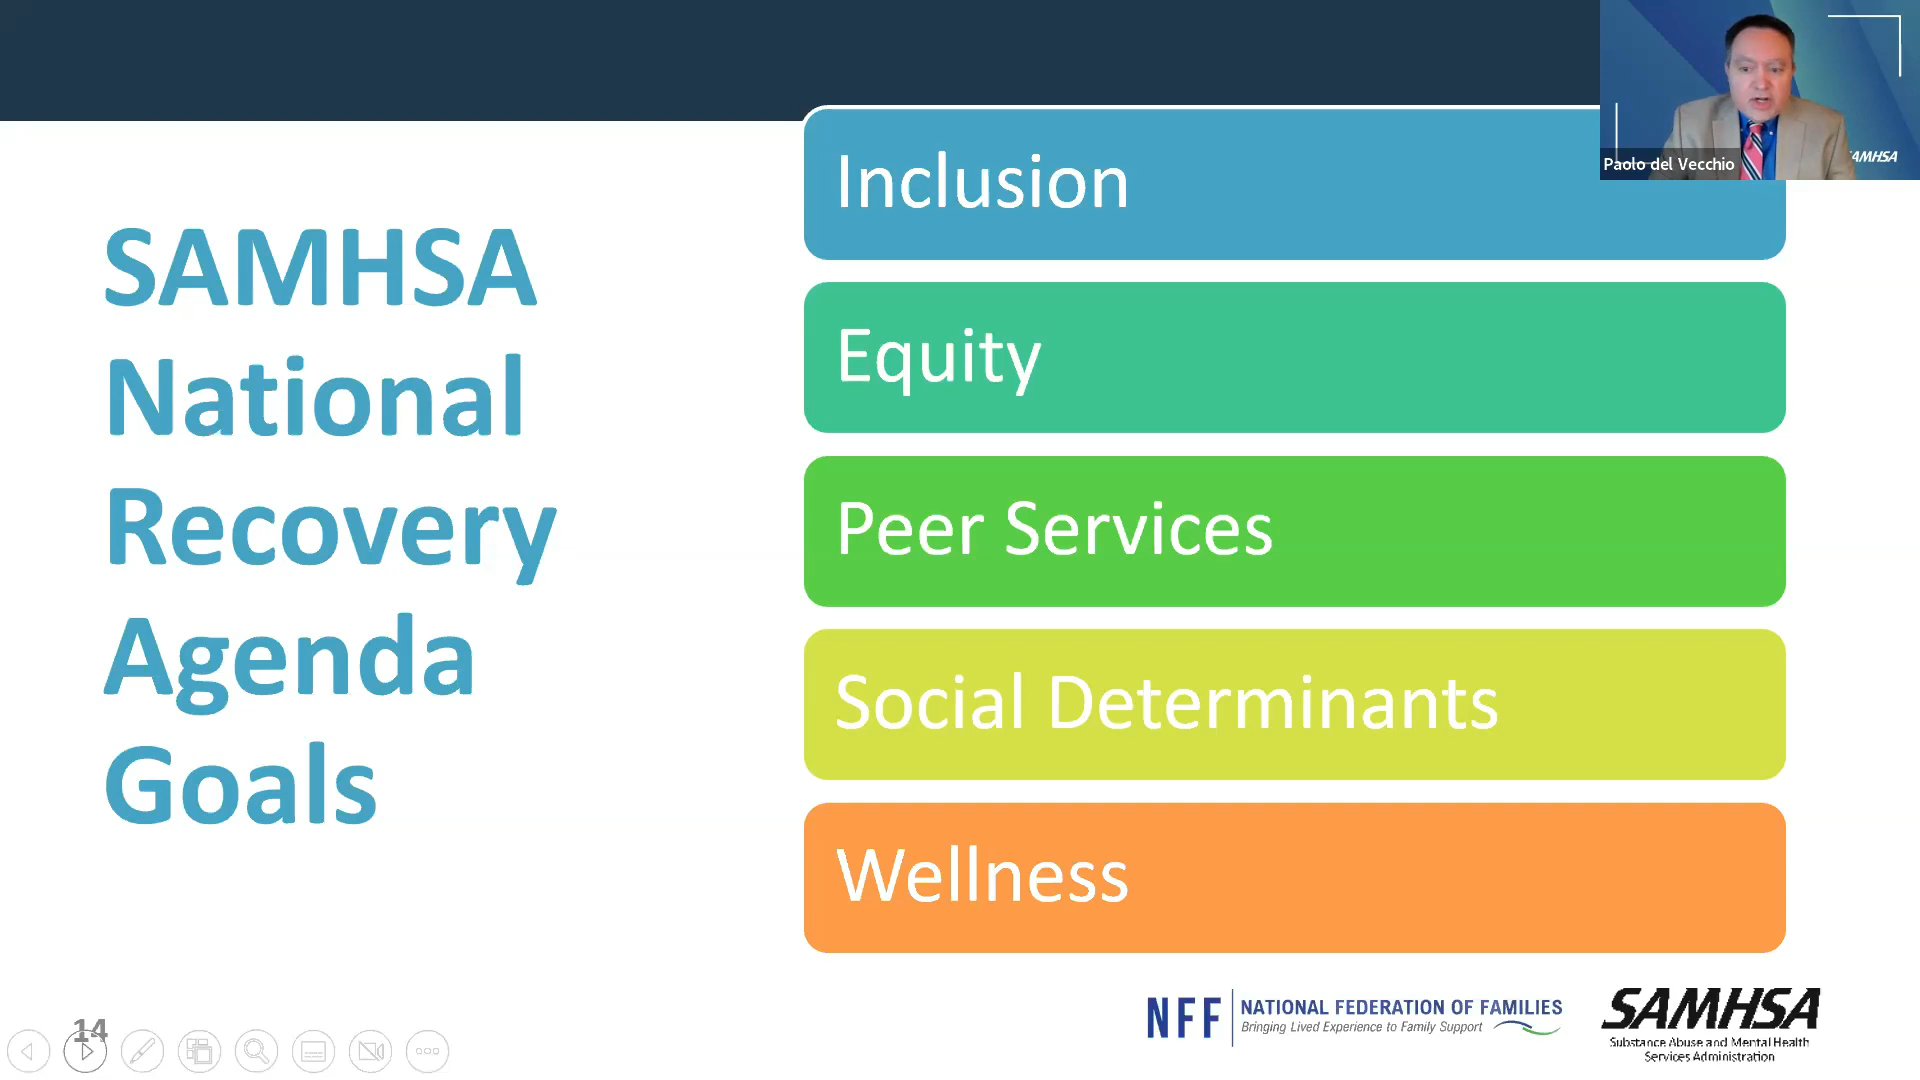 SAMHSA
National
Recovery
Agenda
Goals
Inclusion
Equity
Peer Services
Social Determinants
Wellness
Paolo del Vecchio
SAMHSA
14
NFF
NATIONAL FEDERATION OF FAMILIES
Bringing Lived Experience to Family Support
SAMHSA
Substance Abuse and Mental Health
Services Administration